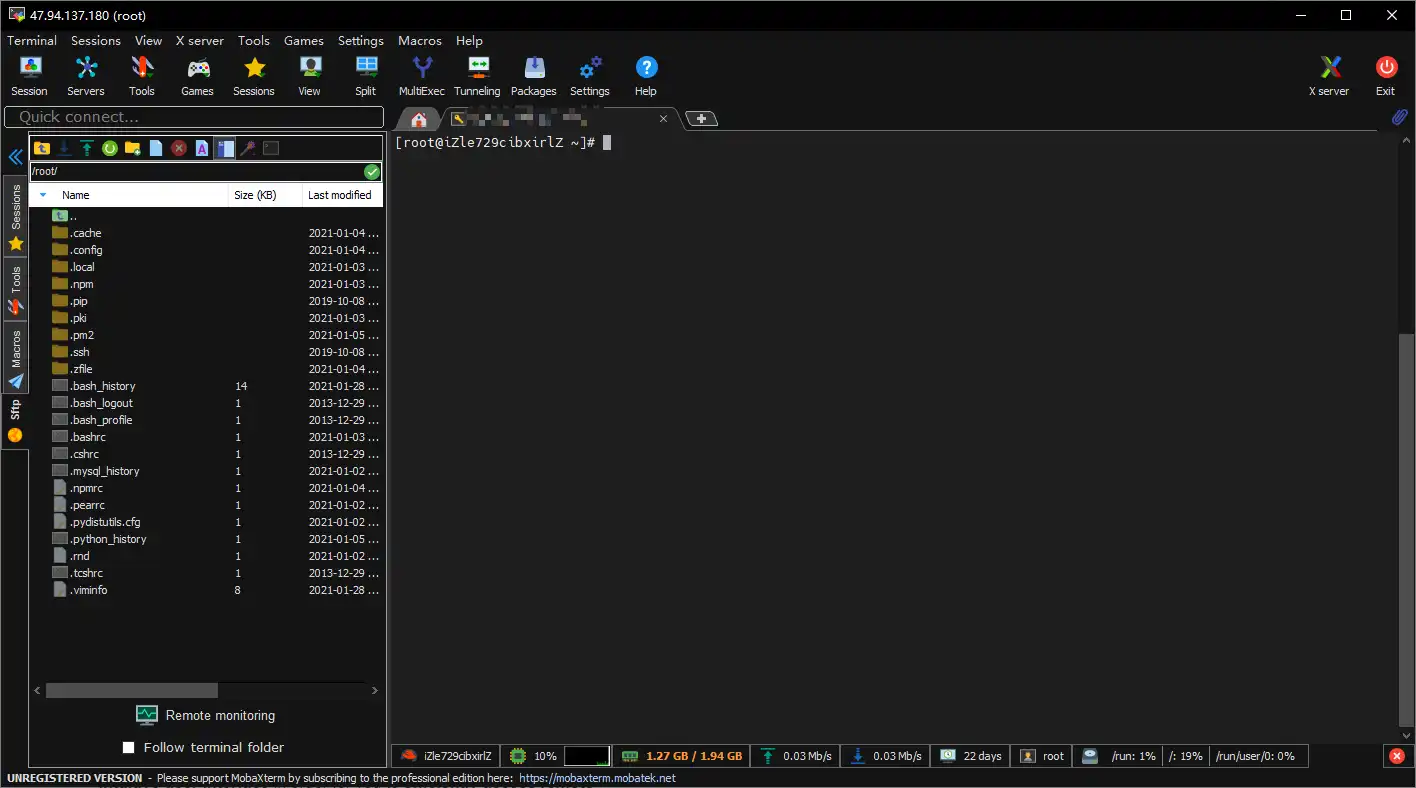 47.94.137.180 (root)
Terminal Sessions View X server Tools Games Settings Macros Help
Session Servers Tools Games Sessions View Split MultiExec Tunneling Packages Settings Help X server Exit
Quick connect...
[root@iZle729cibxirlZ ~]#
/root/
Name Size (KB) Last modified
..
.cache 2021-01-04 ...
.config 2021-01-04 ...
.local 2021-01-03 ...
.npm 2021-01-03 ...
.pip 2019-10-08 ...
.pki 2021-01-03 ...
.pm2 2021-01-05 ...
.ssh 2019-10-08 ...
.zfile 2021-01-04 ...
.bash_history 14 2021-01-28 ...
.bash_logout 1 2013-12-29 ...
.bash_profile 1 2013-12-29 ...
.bashrc 1 2021-01-03 ...
.cshrc 1 2013-12-29 ...
.mysql_history 1 2021-01-02 ...
.npmrc 1 2021-01-04 ...
.pearrc 1 2021-01-02 ...
.pydistutils.cfg 1 2021-01-02 ...
.python_history 1 2021-01-05 ...
.rnd 1 2021-01-02 ...
.tcshrc 1 2013-12-29 ...
.viminfo 8 2021-01-28 ...
Sessions
Tools
Macros
Sftp
Remote monitoring
Follow terminal folder
iZle729cibxirlZ 10% 1.27 GB / 1.94 GB 0.03 Mb/s 0.03 Mb/s 22 days root /run: 1% /: 19% /run/user/0: 0%
UNREGISTERED VERSION - Please support MobaXterm by subscribing to the professional edition here: https://mobaxterm.mobatek.net